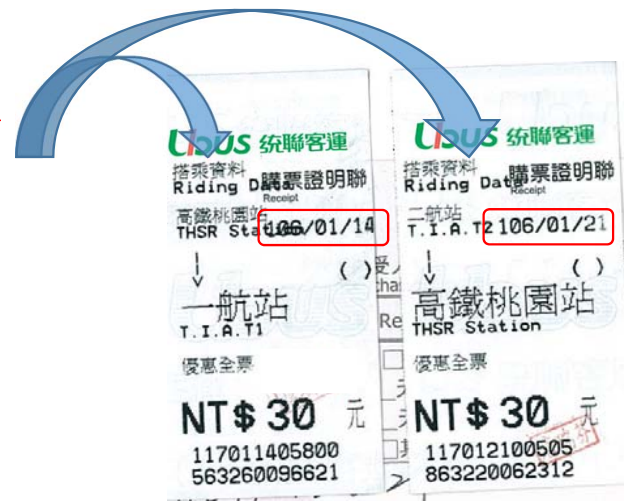 Ubus 統聯客運
搭乘資料 購票證明聯
Riding Data
Receipt
高鐵桃園站
THSR Station 106/01/14
( )
一航站
T.I.A.T1
優惠全票
NT$ 30 元
117011405800
563260096621
Ubus 統聯客運
搭乘資料 購票證明聯
Riding Data
Receipt
二航站
T.I.A.T2 106/01/21
( )
高鐵桃園站
THSR Station
優惠全票
NT$ 30 元
117012100505
863220062312